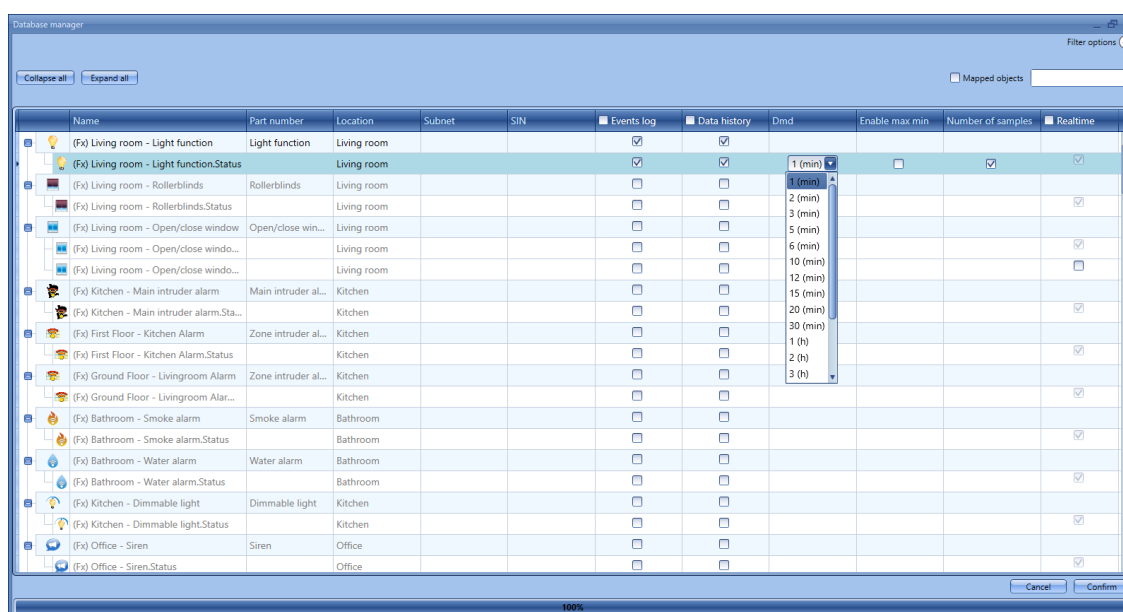 Database manager
Filter options
Collapse all Expand all Mapped objects
Name Part number Location Subnet SIN Events log Data history Dmd Enable max min Number of samples Realtime
(Fx) Living room - Light function Light function Living room
(Fx) Living room - Light function.Status Living room 1 (min)
(Fx) Living room - Rollerblinds Rollerblinds Living room 1 (min)
(Fx) Living room - Rollerblinds.Status Living room 2 (min)
3 (min)
(Fx) Living room - Open/close window Open/close win... Living room 5 (min)
(Fx) Living room - Open/close windo... Living room 6 (min)
10 (min)
(Fx) Living room - Open/close windo... Living room 12 (min)
(Fx) Kitchen - Main intruder alarm Main intruder al... Kitchen 15 (min)
(Fx) Kitchen - Main intruder alarm.Sta... Kitchen 20 (min)
(Fx) First Floor - Kitchen Alarm Zone intruder al... Kitchen 30 (min)
1 (h)
(Fx) First Floor - Kitchen Alarm.Status Kitchen 2 (h)
(Fx) Ground Floor - Livingroom Alarm Zone intruder al... Kitchen 3 (h)
(Fx) Ground Floor - Livingroom Alar... Kitchen
(Fx) Bathroom - Smoke alarm Smoke alarm Bathroom
(Fx) Bathroom - Smoke alarm.Status Bathroom
(Fx) Bathroom - Water alarm Water alarm Bathroom
(Fx) Bathroom - Water alarm.Status Bathroom
(Fx) Kitchen - Dimmable light Dimmable light Kitchen
(Fx) Kitchen - Dimmable light.Status Kitchen
(Fx) Office - Siren Siren Office
(Fx) Office - Siren.Status Office
Cancel Confirm
100%